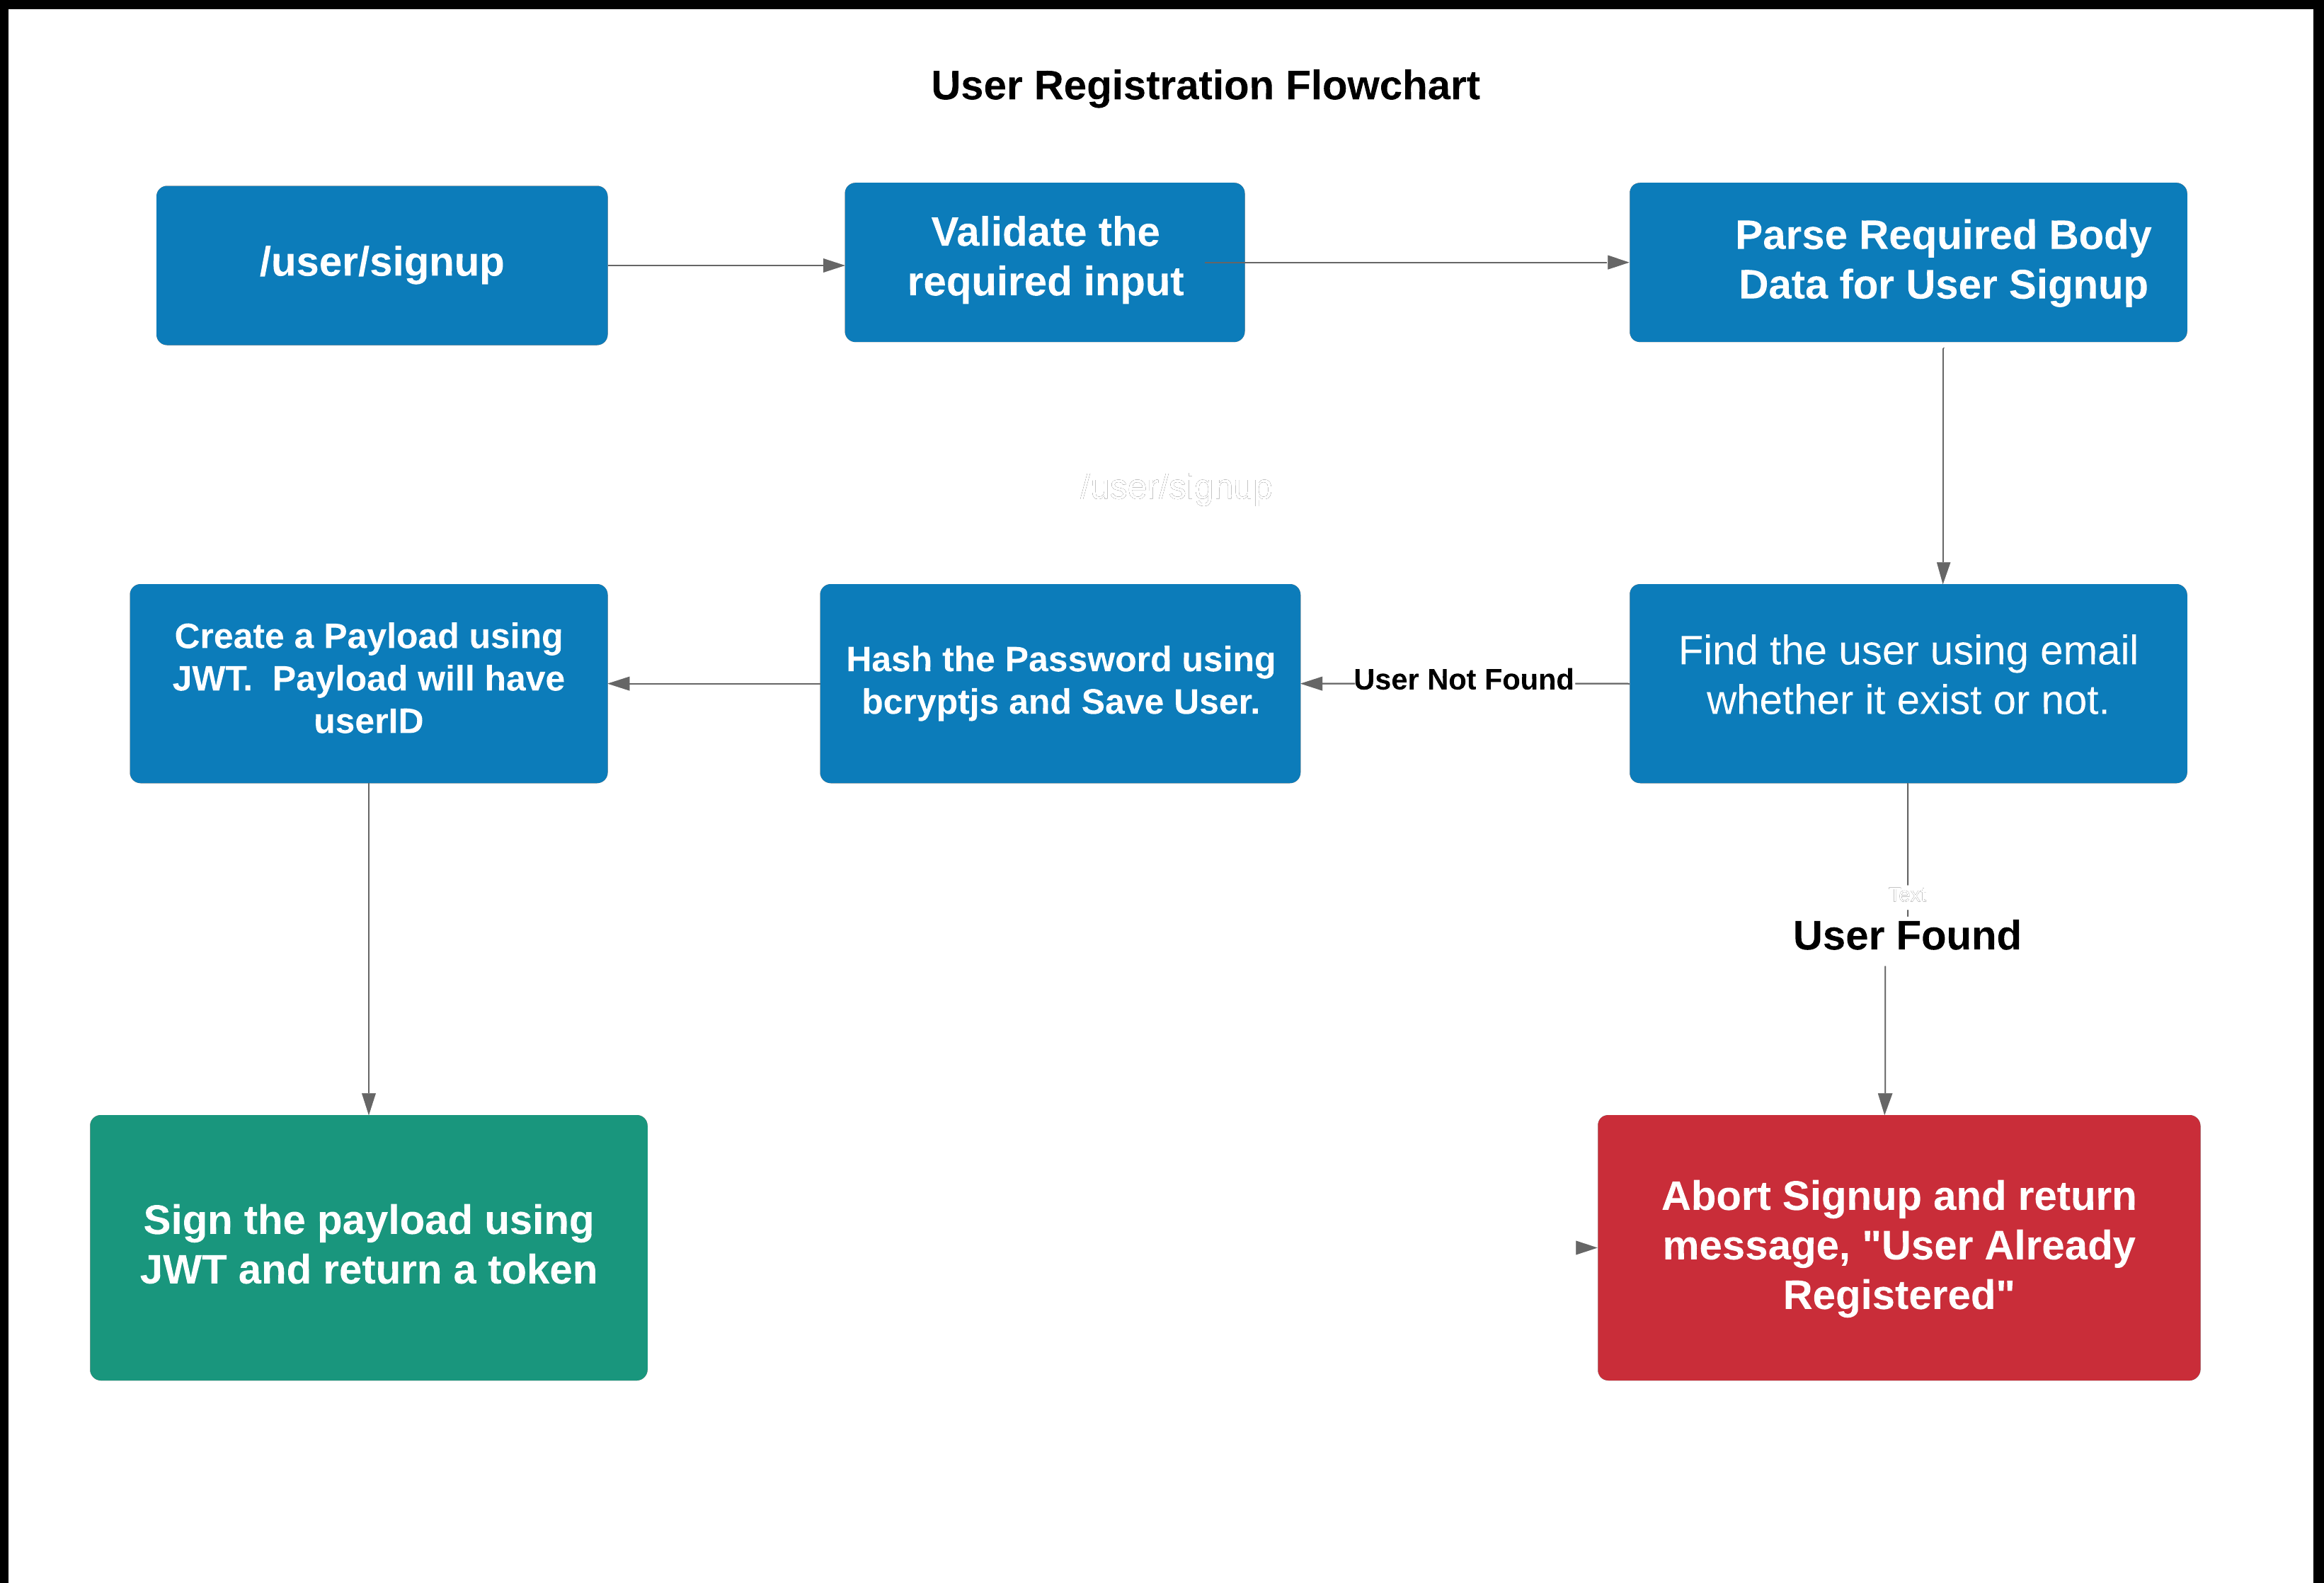 User Registration Flowchart
/user/signup
Validate the
required input
Parse Required Body
Data for User Signup
/user/signup
Create a Payload using
JWT.  Payload will have
userID
Hash the Password using
bcryptjs and Save User.
User Not Found
Find the user using email
whether it exist or not.
Text
User Found
Sign the payload using
JWT and return a token
Abort Signup and return
message, "User Already
Registered"